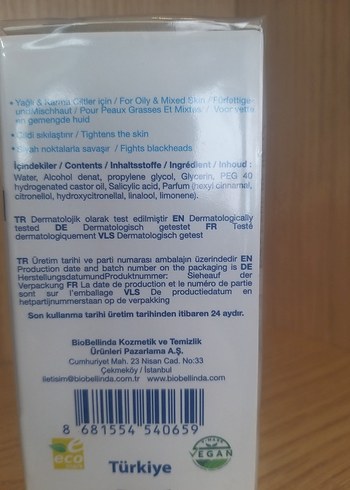 • Yağlı & Karma Ciltler için / For Oily & Mixed Skin / Fürfettige-
undMischhaut / Pour Peaux Grasses Et Mixtes / Voor vette
en gemengde huid
• Cildi sıkılaştırır / Tightens the skin
• Siyah noktalarla savaşır / Fights blackheads
İçindekiler / Contents / Inhaltsstoffe / Ingrédient / Inhoud :
Water, Alcohol denat, propylene glycol, Glycerin, PEG 40
hydrogenated castor oil, Salicylic acid, Parfum (hexyl cinnamal,
citronellol, hydroxycitronellal, linalool, limonene).
TR Dermatolojik olarak test edilmiştir EN Dermatologically
tested DE Dermatologisch getestet FR Testé
dermatologiquement VLS Dermatologisch getest
TR Üretim tarihi ve parti numarası ambalajın üzerindedir EN
Production date and batch number on the packaging is DE
HerstellungsdatumundProduktnummer: Sieheauf der
Verpackung FR La date de production et le numéro de partie
sont sur l'emballage VLS De productiedatum en
hetpartijnummerstaan op de verpakking
Son kullanma tarihi üretim tarihinden itibaren 24 aydır.
BioBellinda Kozmetik ve Temizlik
Ürünleri Pazarlama A.Ş.
Cumhuriyet Mah. 23 Nisan Cad. No:33
Çekmeköy / İstanbul
iletisim@biobellinda.com.tr www.biobellinda.com
8 681554 540659
eco
VEGAN
Türkiye